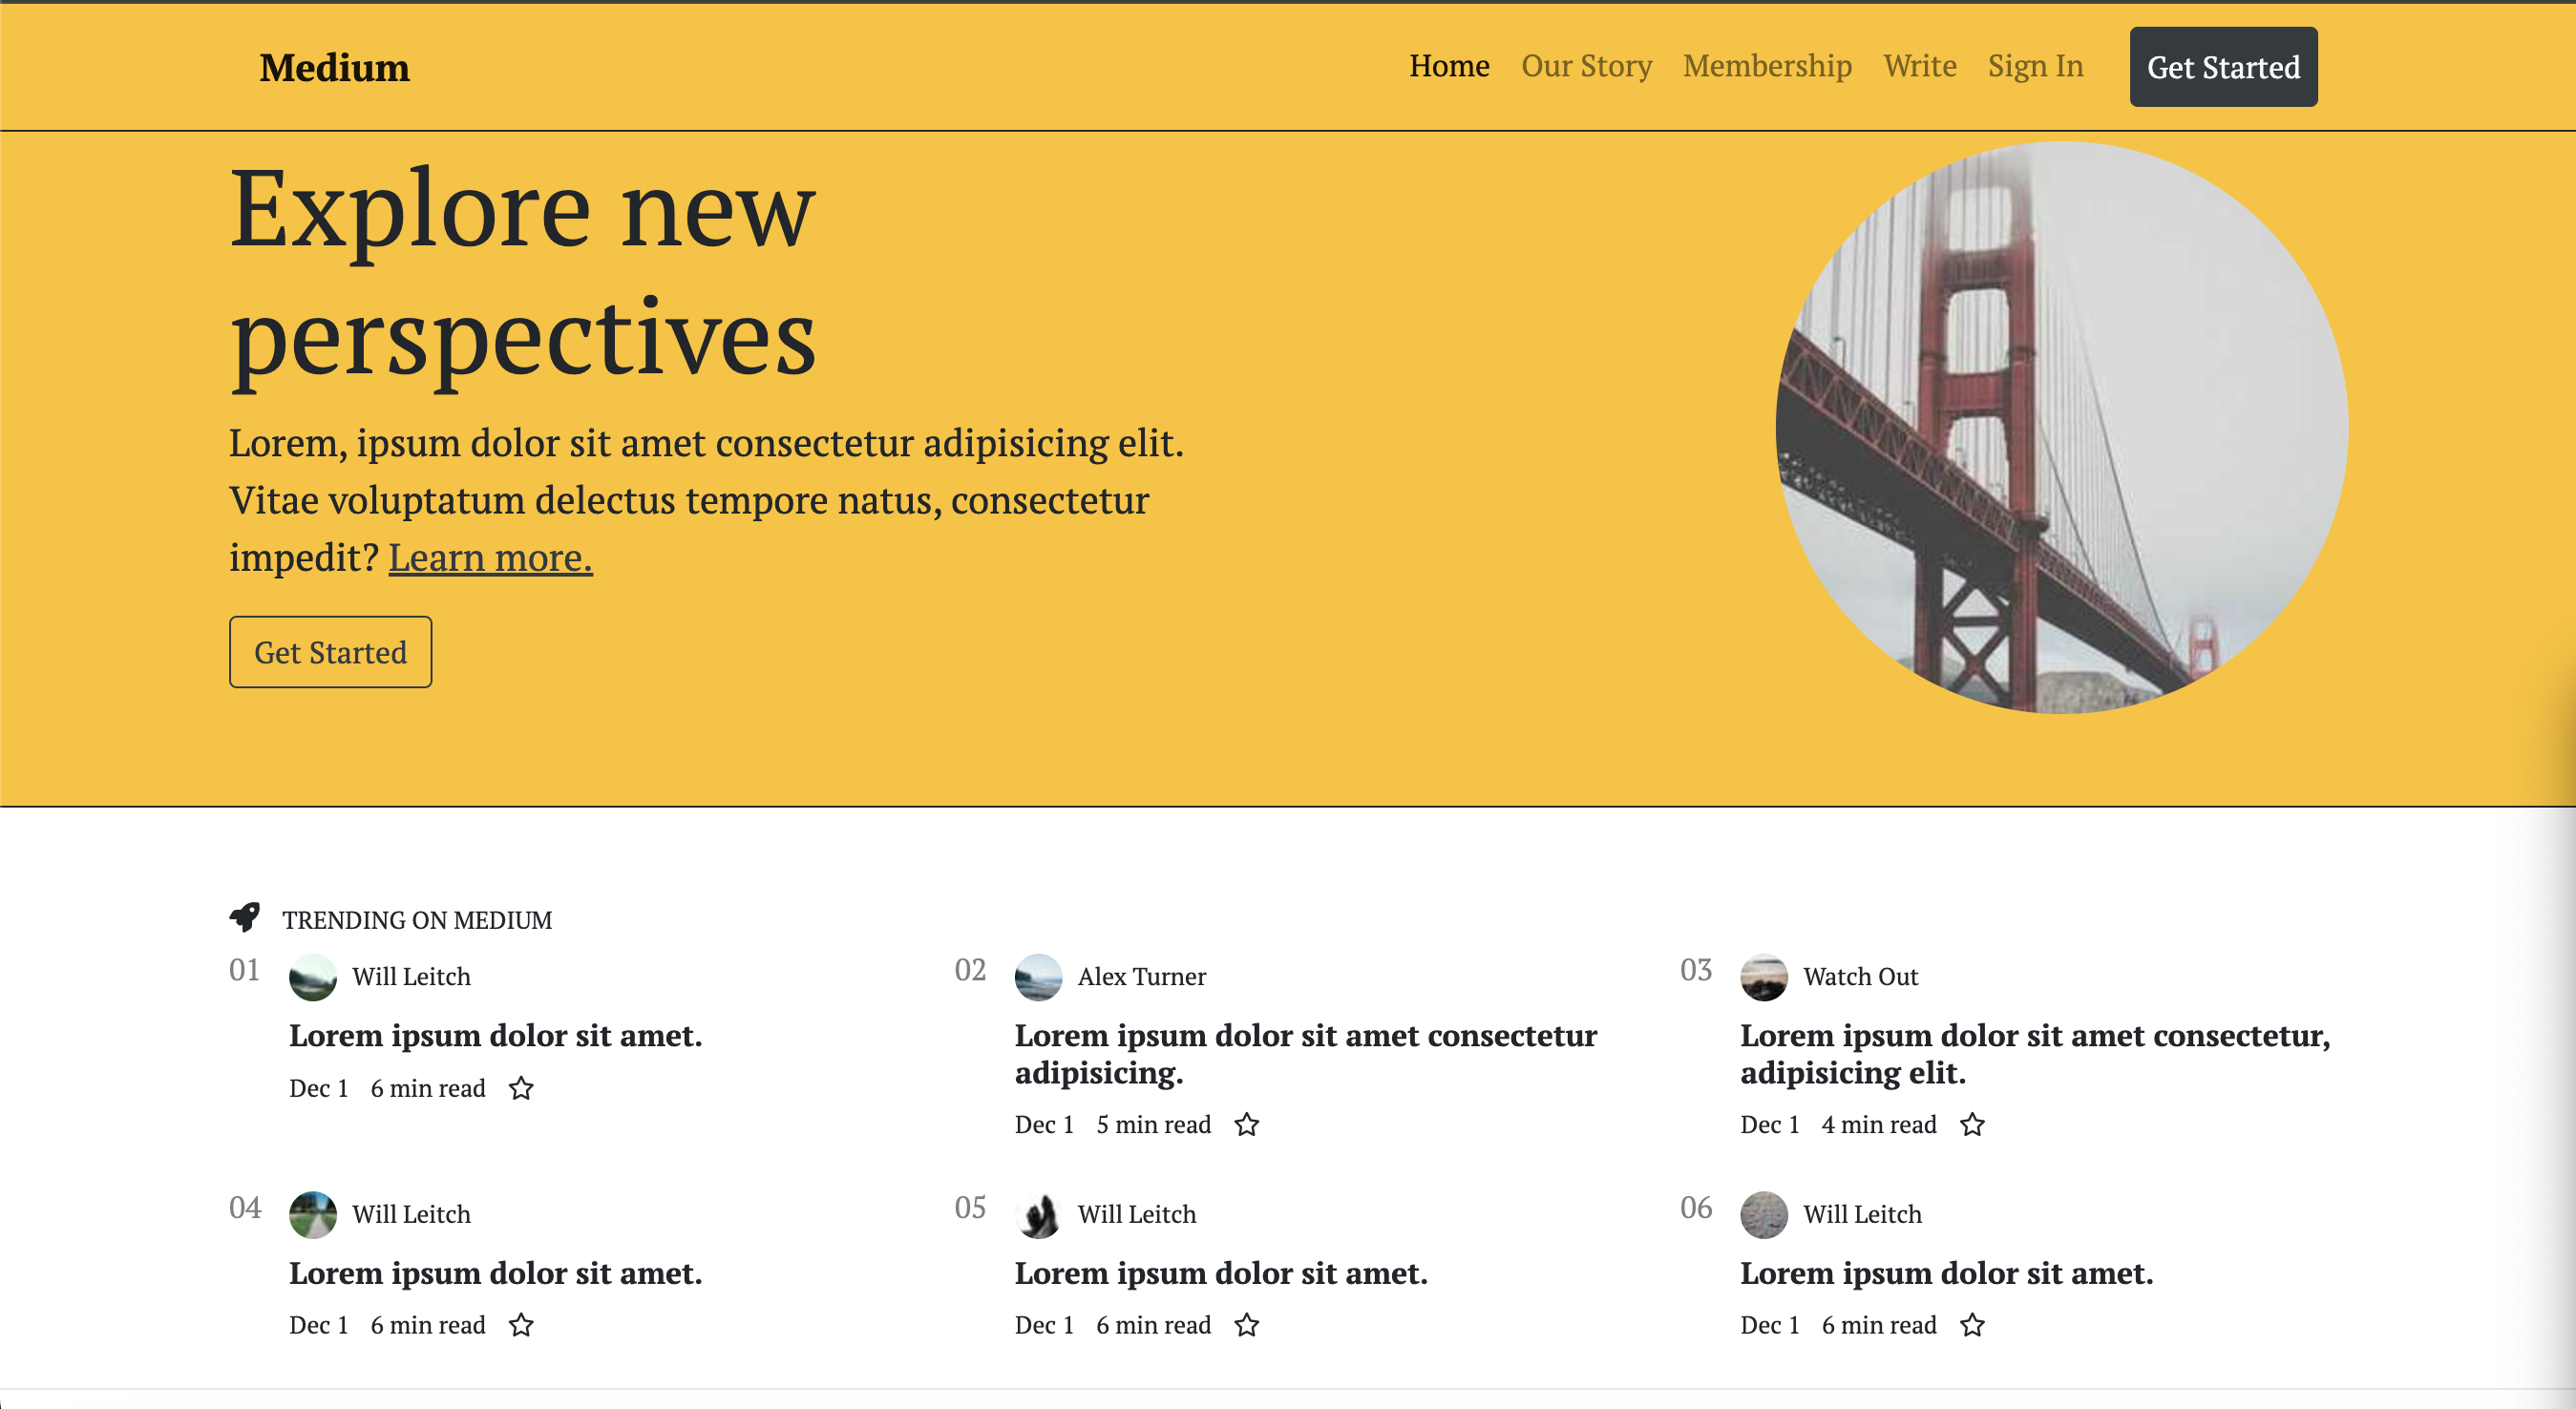 Medium
Home Our Story Membership Write Sign In Get Started
Explore new
perspectives
Lorem, ipsum dolor sit amet consectetur adipisicing elit.
Vitae voluptatum delectus tempore natus, consectetur
impedit? Learn more.
Get Started
TRENDING ON MEDIUM
01 Will Leitch
Lorem ipsum dolor sit amet.
Dec 1 6 min read
02 Alex Turner
Lorem ipsum dolor sit amet consectetur
adipisicing.
Dec 1 5 min read
03 Watch Out
Lorem ipsum dolor sit amet consectetur,
adipisicing elit.
Dec 1 4 min read
04 Will Leitch
Lorem ipsum dolor sit amet.
Dec 1 6 min read
05 Will Leitch
Lorem ipsum dolor sit amet.
Dec 1 6 min read
06 Will Leitch
Lorem ipsum dolor sit amet.
Dec 1 6 min read